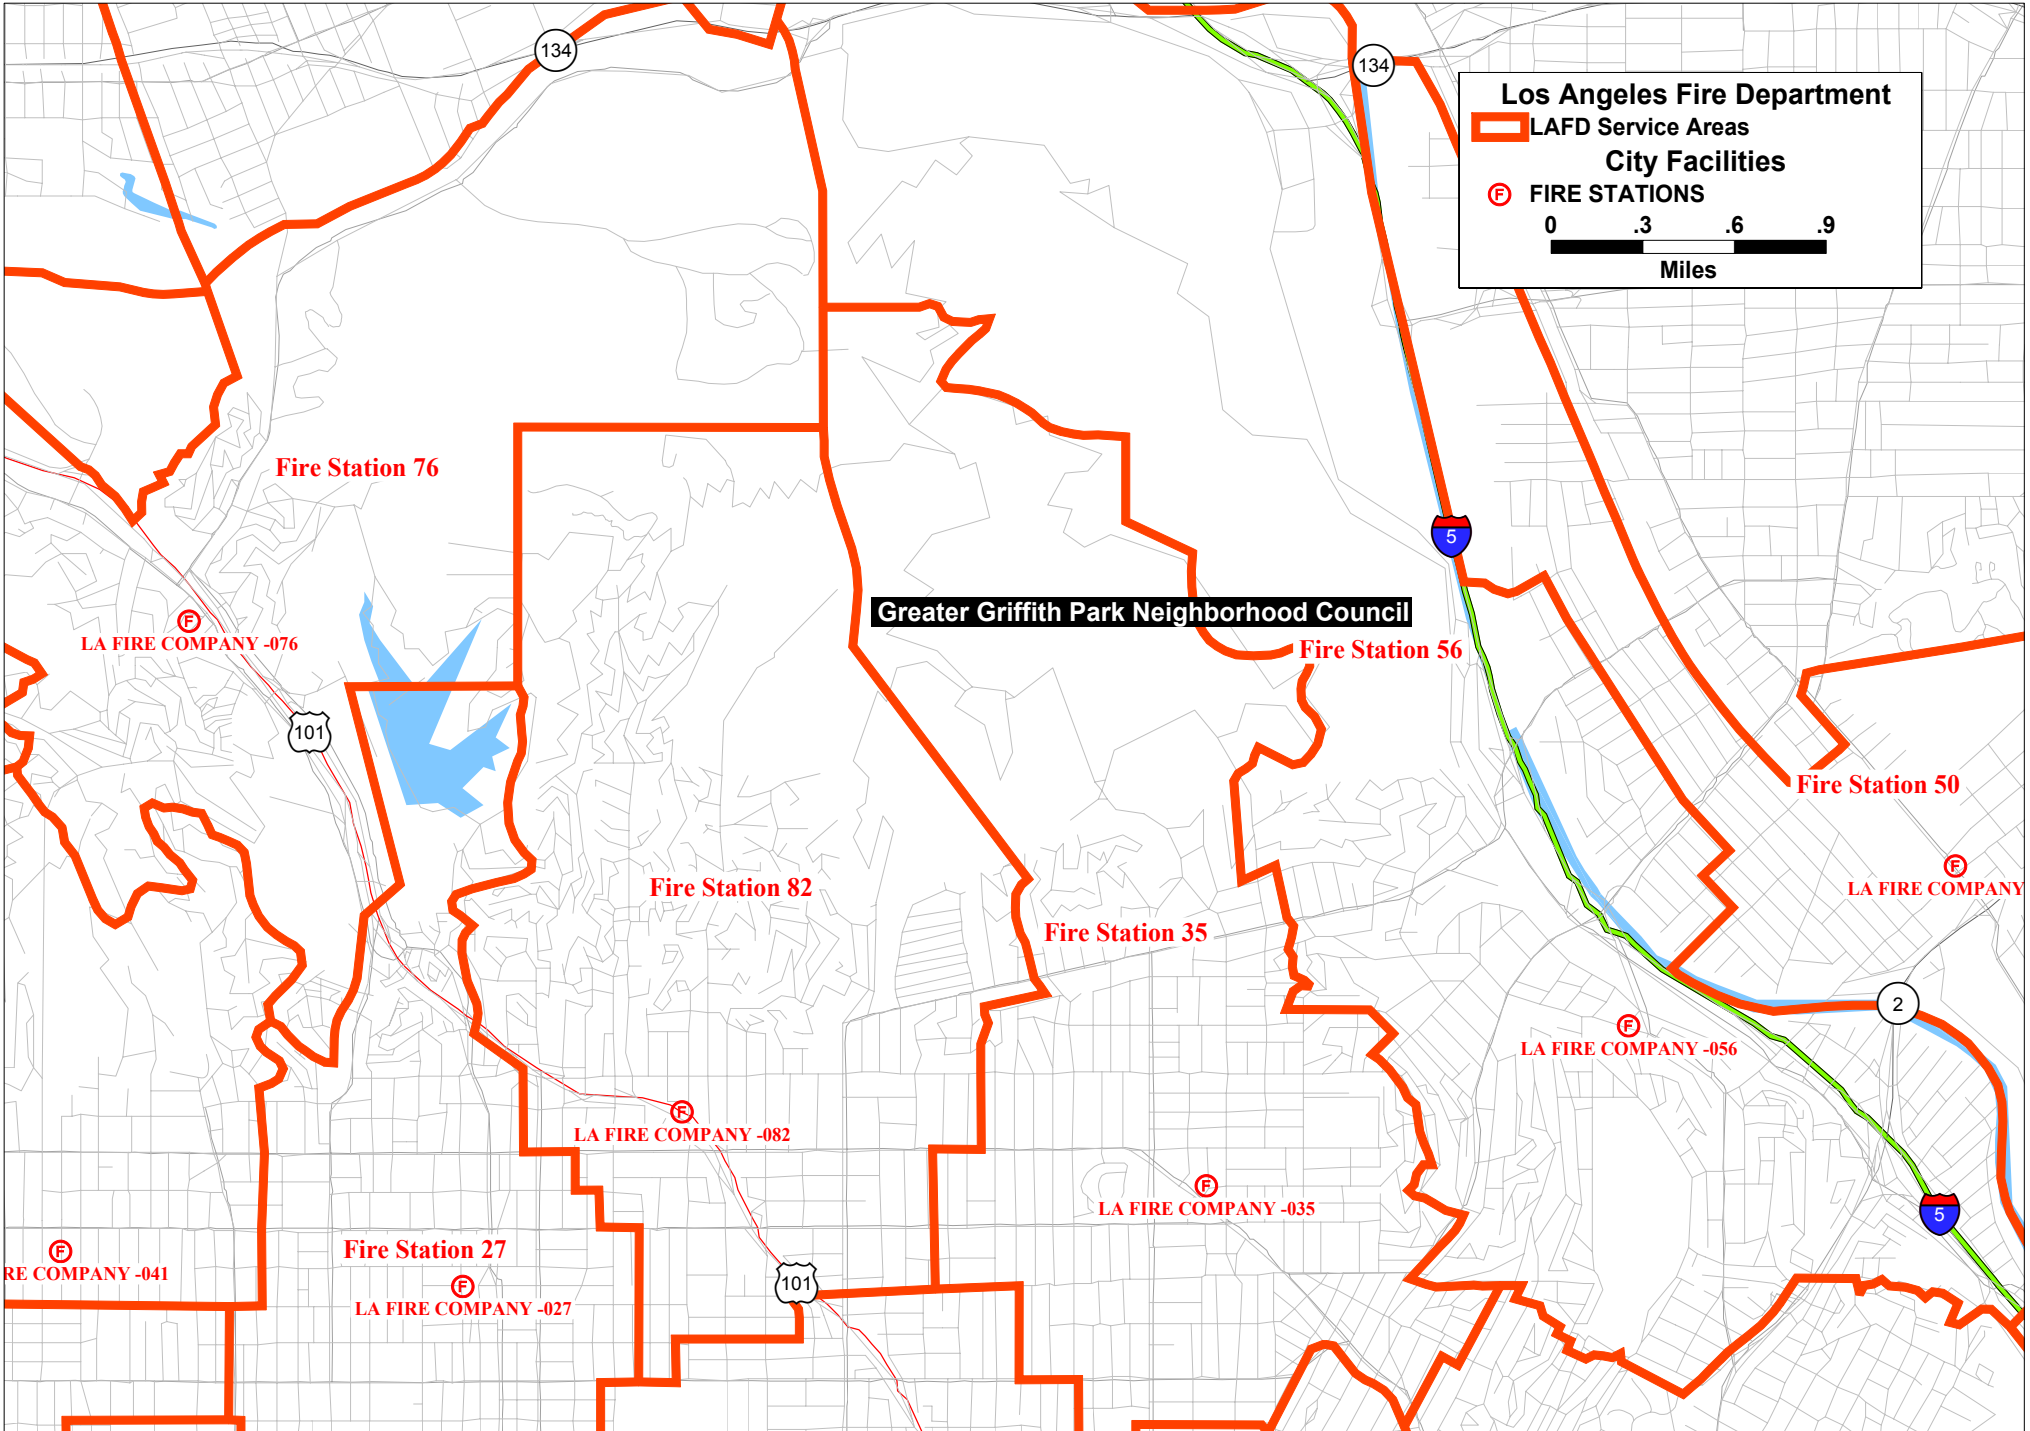 134
134
Los Angeles Fire Department
LAFD Service Areas
City Facilities
F FIRE STATIONS
0 .3 .6 .9
Miles
Fire Station 76
5
Greater Griffith Park Neighborhood Council
F
LA FIRE COMPANY -076
Fire Station 56
101
Fire Station 50
F
LA FIRE COMPANY
Fire Station 82
Fire Station 35
2
F
LA FIRE COMPANY -056
F
LA FIRE COMPANY -082
F
LA FIRE COMPANY -035
5
F
RE COMPANY -041
Fire Station 27
F
LA FIRE COMPANY -027
101